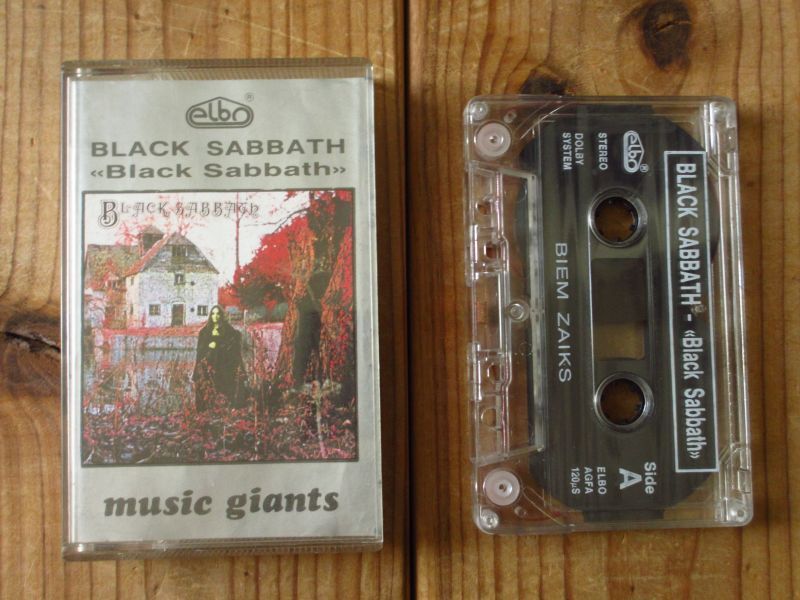 elbo®
BLACK SABBATH
«Black Sabbath»
BLACK SABBATH
music giants
elbo®
STEREO
DOLBY
SYSTEM
BLACK SABBATH - «Black Sabbath»
BIEM ZAIKS
Side
A
ELBO
AGFA
120µS